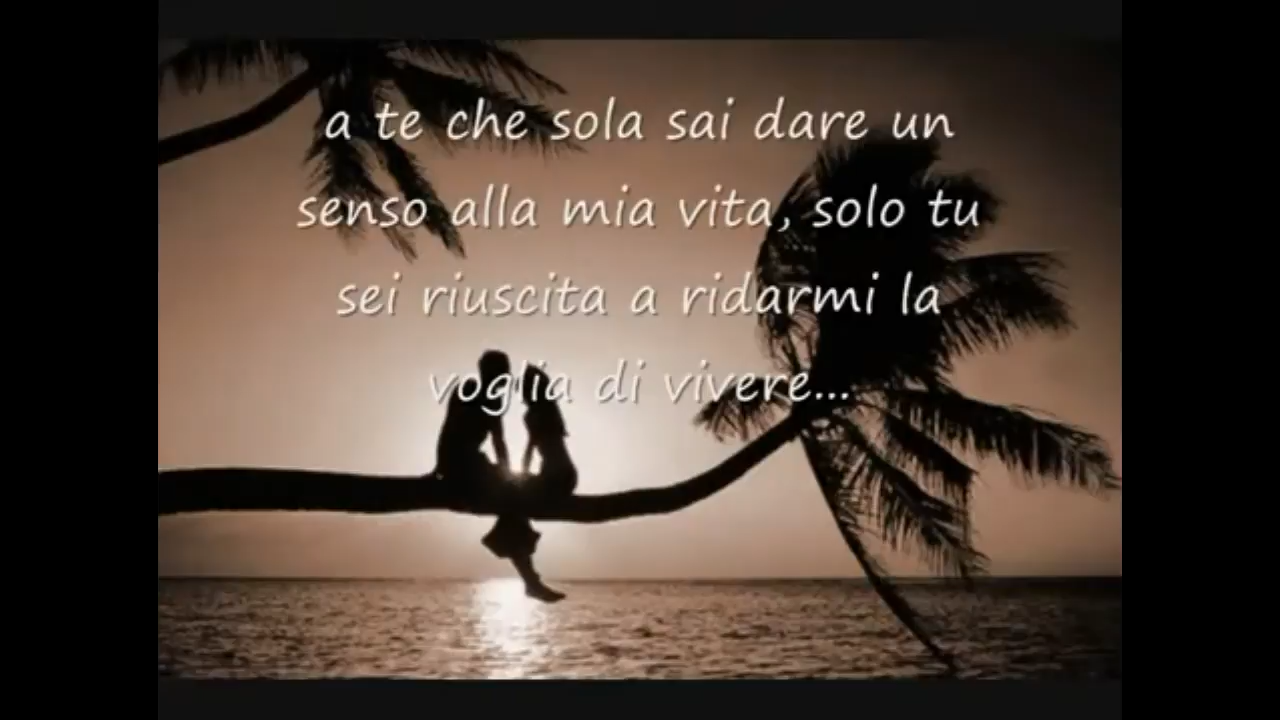 a te che sola sai dare un
senso alla mia vita, solo tu
sei riuscita a ridarmi la
voglia di vivere...